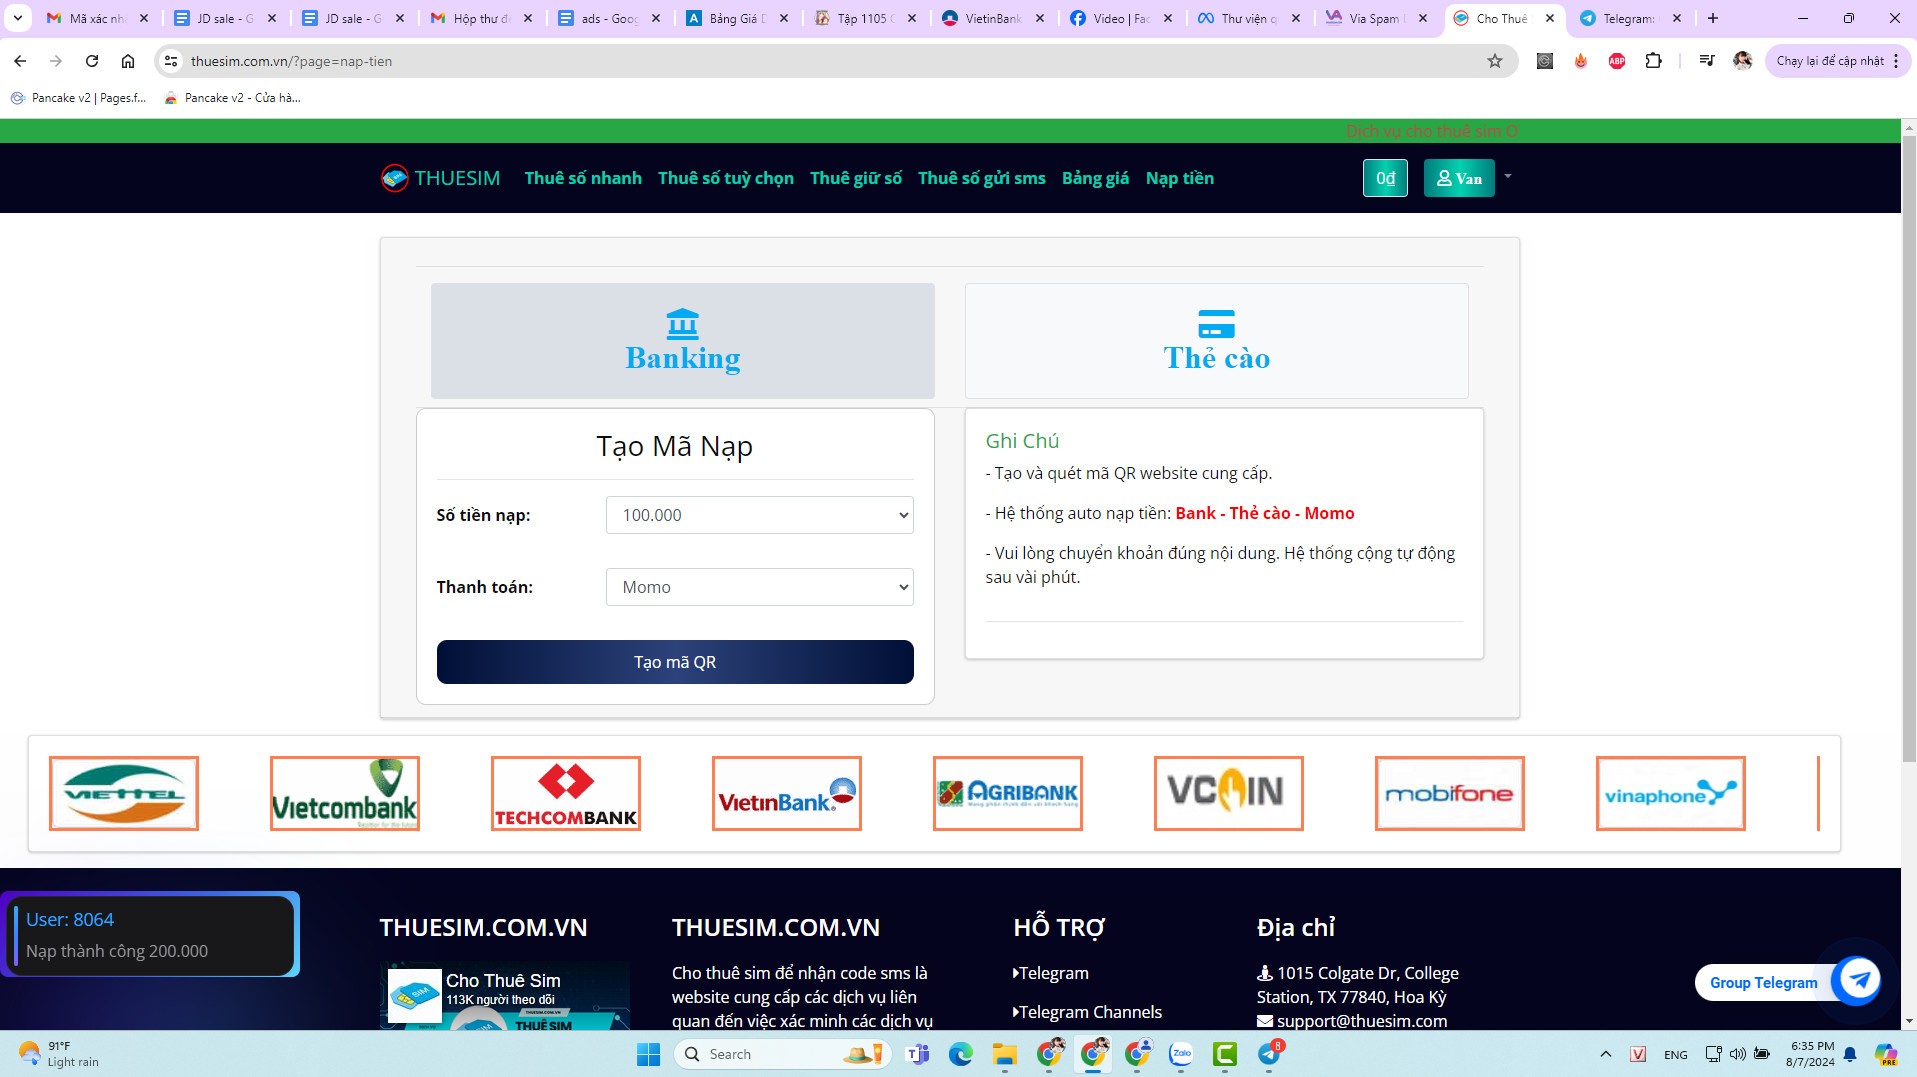 Mã xác nh
JD sale - G
JD sale - G
Hộp thư đ
ads - Goo
Bảng Giá D
Tập 1105 C
VietinBank
Video | Fac
Thư viện q
Via Spam
Cho Thuê
Telegram:
thuesim.com.vn/?page=nap-tien
Chạy lại để cập nhật
Pancake v2 | Pages.f...
Pancake v2 - Cửa hà...
Dịch vụ cho thuê sim O
THUESIM
Thuê số nhanh
Thuê số tuỳ chọn
Thuê giữ số
Thuê số gửi sms
Bảng giá
Nạp tiền
0₫
Van
Banking
Thẻ cào
Tạo Mã Nạp
Số tiền nạp:
100.000
Thanh toán:
Momo
Tạo mã QR
Ghi Chú
- Tạo và quét mã QR website cung cấp.
- Hệ thống auto nạp tiền: Bank - Thẻ cào - Momo
- Vui lòng chuyển khoản đúng nội dung. Hệ thống cộng tự động
sau vài phút.
VIETTEL
Vietcombank
TECHCOMBANK
VietinBank
AGRIBANK
VCOIN
mobifone
vinaphone
User: 8064
Nạp thành công 200.000
THUESIM.COM.VN
Cho Thuê Sim
113K người theo dõi
THUÊ SIM
THUESIM.COM.VN
Cho thuê sim để nhận code sms là
website cung cấp các dịch vụ liên
quan đến việc xác minh các dịch vụ
HỖ TRỢ
Telegram
Telegram Channels
Địa chỉ
1015 Colgate Dr, College
Station, TX 77840, Hoa Kỳ
support@thuesim.com
Group Telegram
91°F
Light rain
Search
Zalo
8
ENG
6:35 PM
8/7/2024